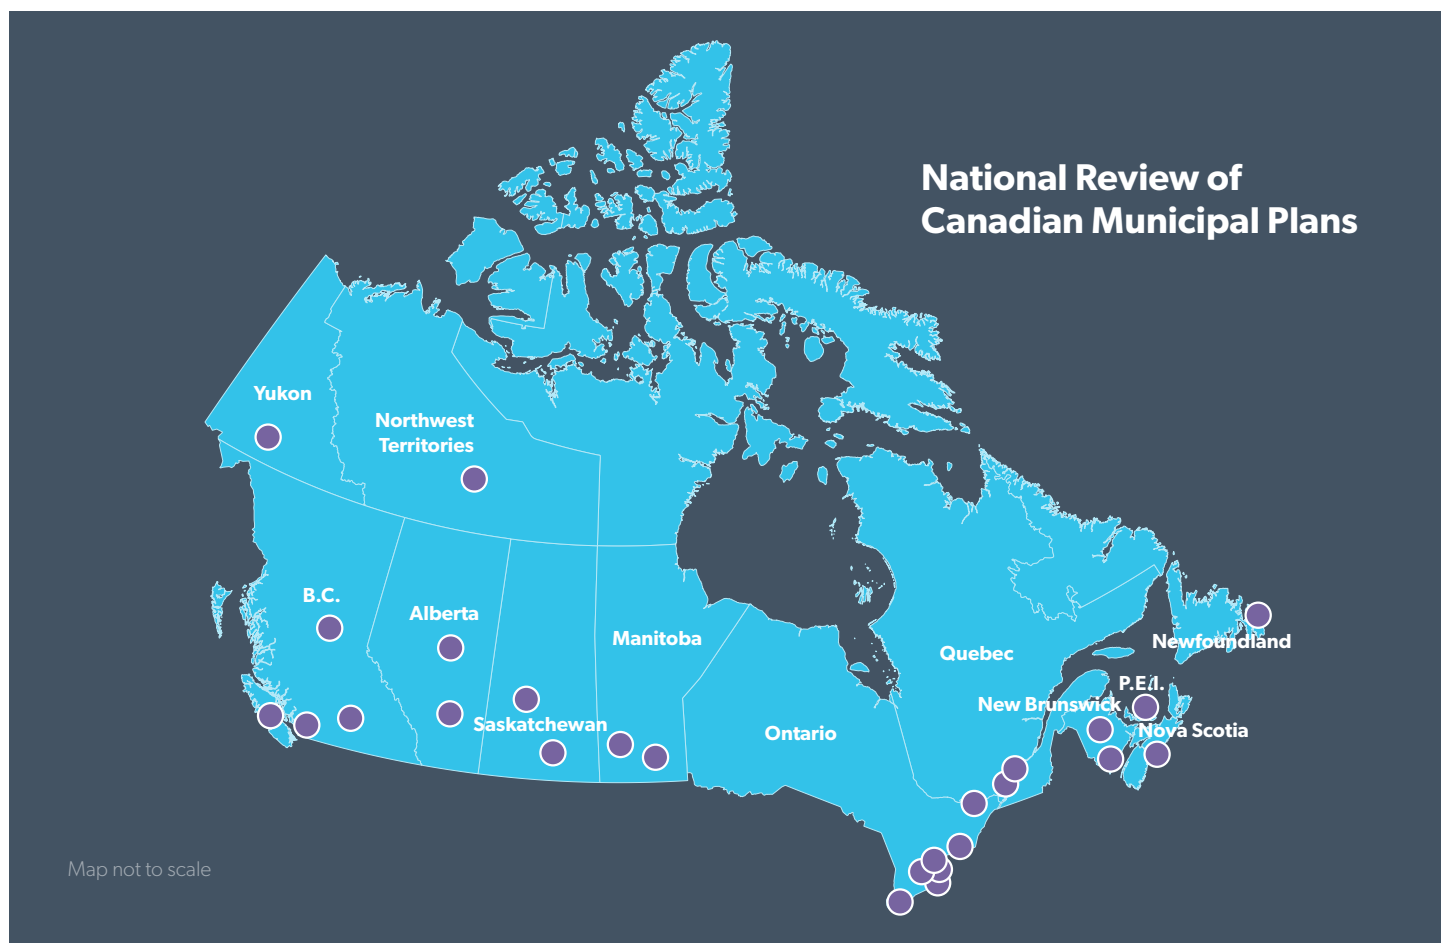 National Review of
Canadian Municipal Plans
Yukon
Northwest
Territories
B.C.
Alberta
Manitoba
Newfoundland
Quebec
P.E.I.
New Brunswick
Saskatchewan
Nova Scotia
Ontario
Map not to scale